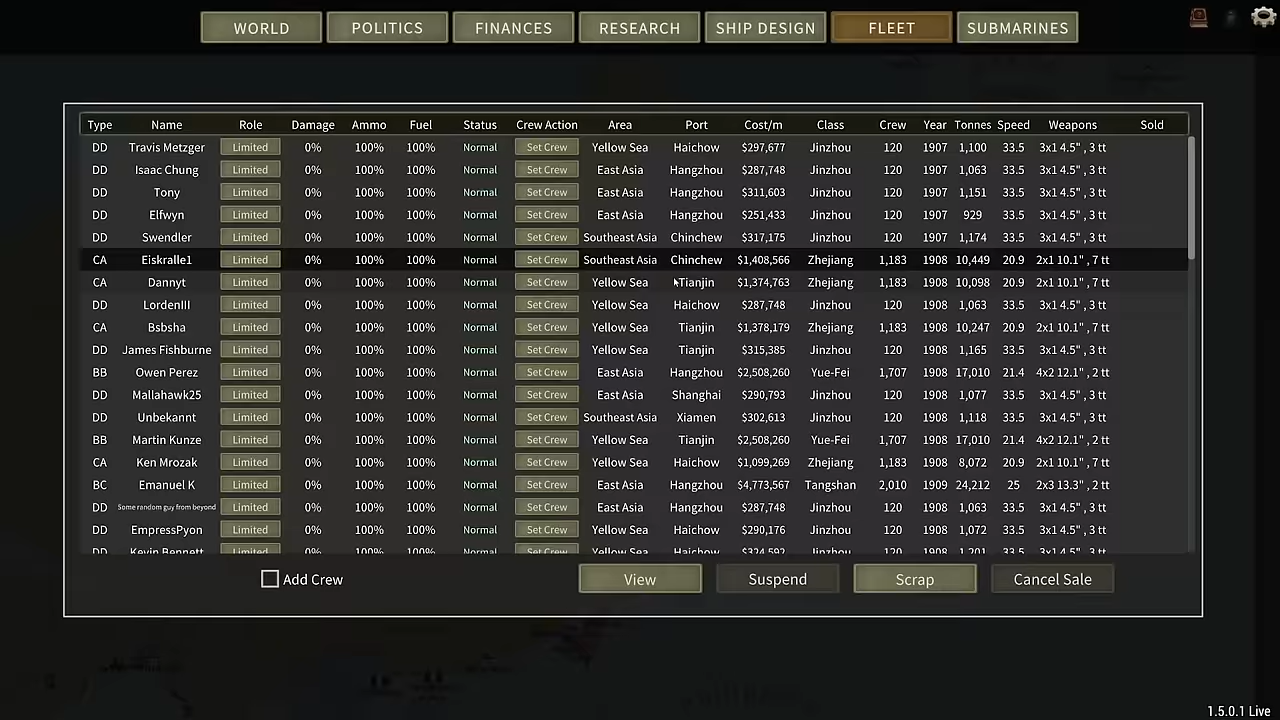 WORLD POLITICS FINANCES RESEARCH SHIP DESIGN FLEET SUBMARINES
Type Name Role Damage Ammo Fuel Status Crew Action Area Port Cost/m Class Crew Year Tonnes Speed Weapons Sold
DD Travis Metzger Limited 0% 100% 100% Normal Set Crew Yellow Sea Haichow $297,677 Jinzhou 120 1907 1,100 33.5 3x1 4.5" , 3 tt
DD Isaac Chung Limited 0% 100% 100% Normal Set Crew East Asia Hangzhou $287,748 Jinzhou 120 1907 1,063 33.5 3x1 4.5" , 3 tt
DD Tony Limited 0% 100% 100% Normal Set Crew East Asia Hangzhou $311,603 Jinzhou 120 1907 1,151 33.5 3x1 4.5" , 3 tt
DD Elfwyn Limited 0% 100% 100% Normal Set Crew East Asia Hangzhou $251,433 Jinzhou 120 1907 929 33.5 3x1 4.5" , 3 tt
DD Swendler Limited 0% 100% 100% Normal Set Crew Southeast Asia Chinchew $317,175 Jinzhou 120 1907 1,174 33.5 3x1 4.5" , 3 tt
CA Eiskralle1 Limited 0% 100% 100% Normal Set Crew Southeast Asia Chinchew $1,408,566 Zhejiang 1,183 1908 10,449 20.9 2x1 10.1" , 7 tt
CA Dannyt Limited 0% 100% 100% Normal Set Crew Yellow Sea Tianjin $1,374,763 Zhejiang 1,183 1908 10,098 20.9 2x1 10.1" , 7 tt
DD LordenIII Limited 0% 100% 100% Normal Set Crew Yellow Sea Haichow $287,748 Jinzhou 120 1908 1,063 33.5 3x1 4.5" , 3 tt
CA Bsbsha Limited 0% 100% 100% Normal Set Crew Yellow Sea Tianjin $1,378,179 Zhejiang 1,183 1908 10,247 20.9 2x1 10.1" , 7 tt
DD James Fishburne Limited 0% 100% 100% Normal Set Crew Yellow Sea Tianjin $315,385 Jinzhou 120 1908 1,165 33.5 3x1 4.5" , 3 tt
BB Owen Perez Limited 0% 100% 100% Normal Set Crew East Asia Hangzhou $2,508,260 Yue-Fei 1,707 1908 17,010 21.4 4x2 12.1" , 2 tt
DD Mallahawk25 Limited 0% 100% 100% Normal Set Crew East Asia Shanghai $290,793 Jinzhou 120 1908 1,077 33.5 3x1 4.5" , 3 tt
DD Unbekannt Limited 0% 100% 100% Normal Set Crew Southeast Asia Xiamen $302,613 Jinzhou 120 1908 1,118 33.5 3x1 4.5" , 3 tt
BB Martin Kunze Limited 0% 100% 100% Normal Set Crew Yellow Sea Tianjin $2,508,260 Yue-Fei 1,707 1908 17,010 21.4 4x2 12.1" , 2 tt
CA Ken Mrozak Limited 0% 100% 100% Normal Set Crew Yellow Sea Haichow $1,099,269 Zhejiang 1,183 1908 8,072 20.9 2x1 10.1" , 7 tt
BC Emanuel K Limited 0% 100% 100% Normal Set Crew East Asia Hangzhou $4,773,567 Tangshan 2,010 1909 24,212 25 2x3 13.3" , 2 tt
DD Some random guy from beyond Limited 0% 100% 100% Normal Set Crew East Asia Hangzhou $287,748 Jinzhou 120 1908 1,063 33.5 3x1 4.5" , 3 tt
DD EmpressPyon Limited 0% 100% 100% Normal Set Crew Yellow Sea Haichow $290,176 Jinzhou 120 1908 1,072 33.5 3x1 4.5" , 3 tt
DD Kevin Bennett Limited 0% 100% 100% Normal Set Crew Yellow Sea Haichow $324,592 Jinzhou 120 1908 1,201 33.5 3x1 4.5" , 3 tt
Add Crew View Suspend Scrap Cancel Sale
1.5.0.1 Live